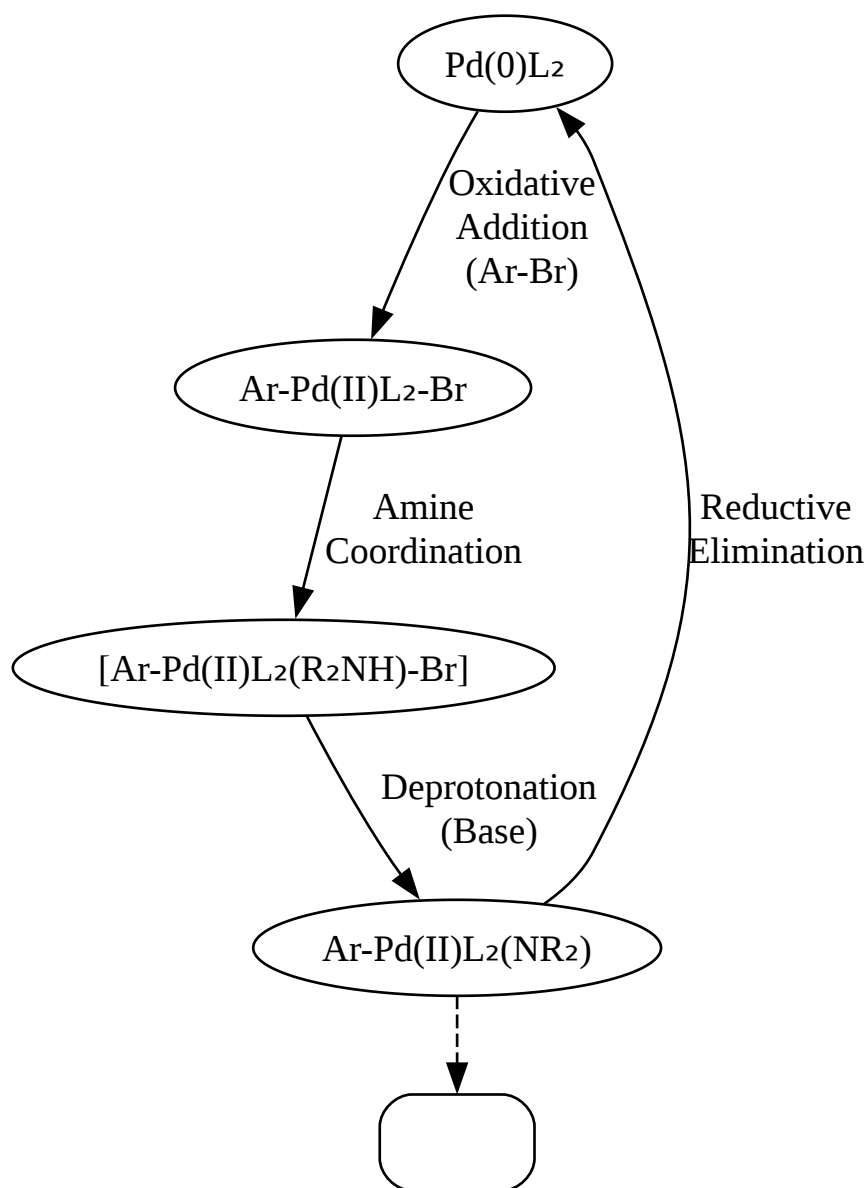 Pd(0)L₂
Oxidative
Addition
(Ar-Br)
Ar-Pd(II)L₂-Br
Amine
Coordination
Reductive
Elimination
[Ar-Pd(II)L₂(R₂NH)-Br]
Deprotonation
(Base)
Ar-Pd(II)L₂(NR₂)